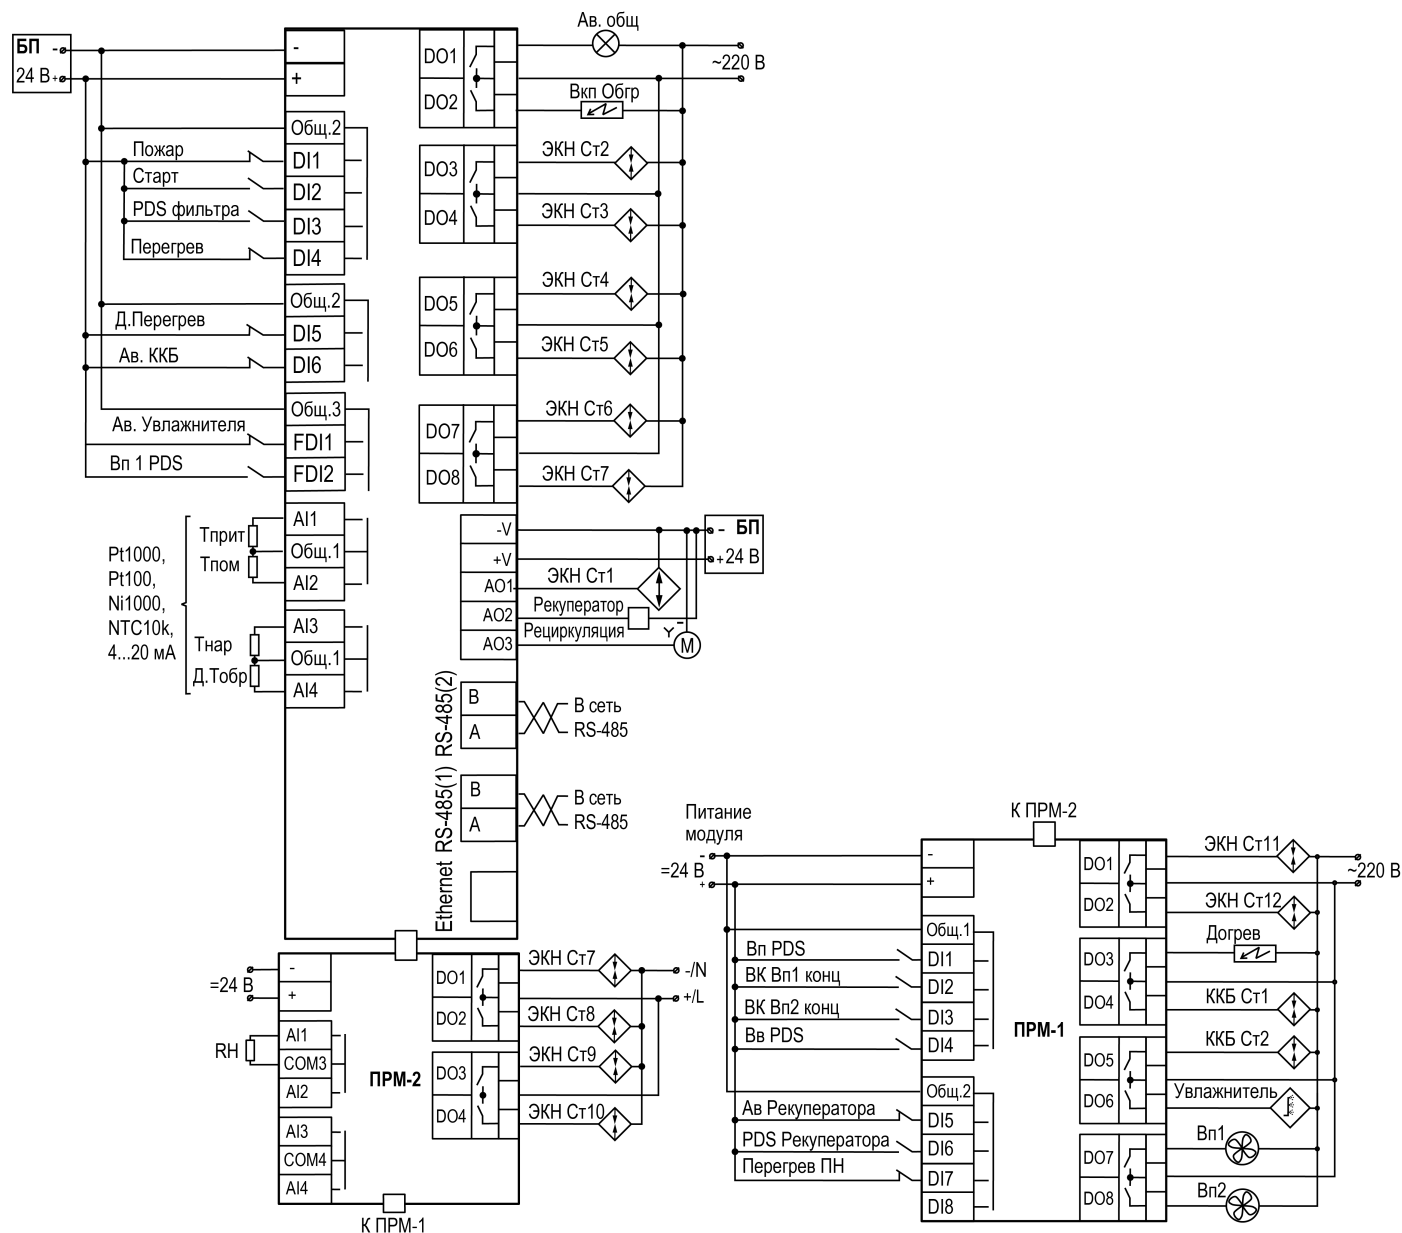 БП -
24 В +
-
+
Общ.2
Пожар
DI1
Старт
DI2
PDS фильтра
DI3
Перегрев
DI4
Общ.2
Д.Перегрев
DI5
Ав. ККБ
DI6
Общ.3
Ав. Увлажнителя
FDI1
Вп 1 PDS
FDI2
Pt1000,
Pt100,
Ni1000,
NTC10k,
4...20 мА
Тприт
Тпом
AI1
Общ.1
AI2
Тнар
Д.Тобр
AI3
Общ.1
AI4
DO1
Ав. общ
~220 В
DO2
Вкп Обгр
DO3
ЭКН Ст2
DO4
ЭКН Ст3
DO5
ЭКН Ст4
DO6
ЭКН Ст5
DO7
ЭКН Ст6
DO8
ЭКН Ст7
-V
- БП
+V
+ 24 В
AO1
ЭКН Ст1
AO2
Рекуператор
AO3
Рециркуляция
Y
-
M
RS-485(2)
B
A
В сеть
RS-485
RS-485(1)
B
A
В сеть
RS-485
Ethernet
=24 В
-
+
RH
AI1
COM3
AI2
AI3
COM4
AI4
ПРМ-2
К ПРМ-1
DO1
ЭКН Ст7
-/N
+/L
DO2
ЭКН Ст8
DO3
ЭКН Ст9
DO4
ЭКН Ст10
Питание
модуля
-
=24 В
+
К ПРМ-2
-
+
Общ.1
Вп PDS
DI1
ВК Вп1 конц
DI2
ВК Вп2 конц
DI3
Вв PDS
DI4
Общ.2
Ав Рекуператора
DI5
PDS Рекуператора
DI6
Перегрев ПН
DI7
DI8
ПРМ-1
DO1
ЭКН Ст11
~220 В
DO2
ЭКН Ст12
DO3
Догрев
DO4
ККБ Ст1
DO5
ККБ Ст2
DO6
Увлажнитель
DO7
Вп1
DO8
Вп2